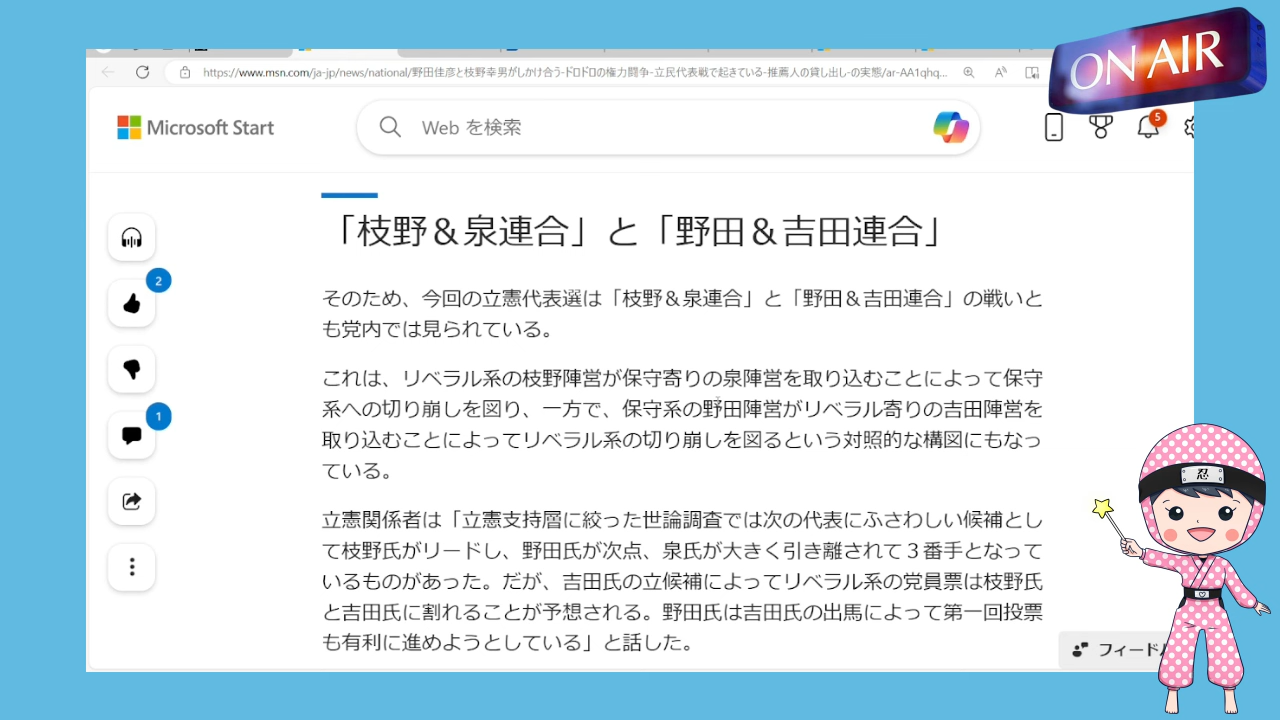 ON AIR
https://www.msn.com/ja-jp/news/national/野田佳彦と枝野幸男がしかけ合う-ドロドロの権力闘争-立民代表戦で起きている-推薦人の貸し出し-の実態/ar-AA1qhq...
Microsoft Start
Web を検索
5
「枝野＆泉連合」と「野田＆吉田連合」
2
そのため、今回の立憲代表選は「枝野＆泉連合」と「野田＆吉田連合」の戦いと
も党内では見られている。
これは、リベラル系の枝野陣営が保守寄りの泉陣営を取り込むことによって保守
系への切り崩しを図り、一方で、保守系の野田陣営がリベラル寄りの吉田陣営を
1
取り込むことによってリベラル系の切り崩しを図るという対照的な構図にもなっ
ている。
忍
立憲関係者は「立憲支持層に絞った世論調査では次の代表にふさわしい候補とし
て枝野氏がリードし、野田氏が次点、泉氏が大きく引き離されて３番手となって
いるものがあった。だが、吉田氏の立候補によってリベラル系の党員票は枝野氏
と吉田氏に割れることが予想される。野田氏は吉田氏の出馬によって第一回投票
も有利に進めようとしている」と話した。
フィード